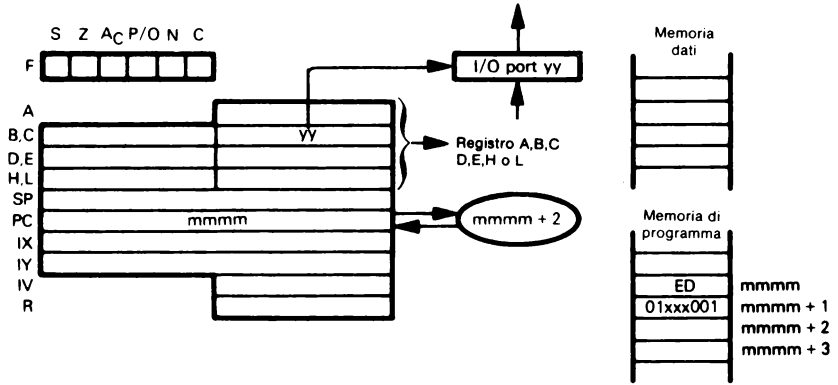 S Z AC P/O N C
F
A
B,C
D,E
H,L
SP
PC
IX
IY
IV
R
yy
mmmm
I/O port yy
Registro A,B,C
D,E,H o L
mmmm + 2
Memoria
dati
Memoria di
programma
ED mmmm
01xxx001 mmmm + 1
mmmm + 2
mmmm + 3